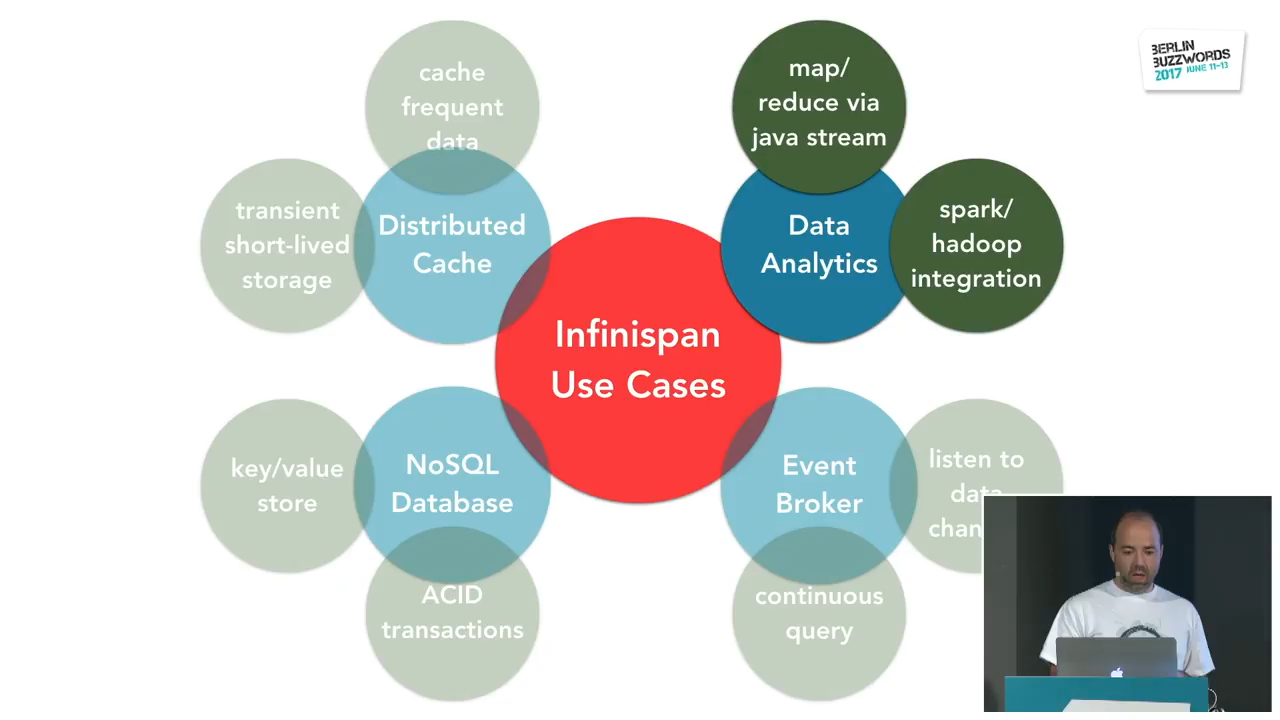 BERLIN
BUZZWORDS
2017 JUNE 11-13
cache
frequent
data
transient
short-lived
storage
Distributed
Cache
map/
reduce via
java stream
Data
Analytics
spark/
hadoop
integration
Infinispan
Use Cases
key/value
store
NoSQL
Database
ACID
transactions
Event
Broker
listen to
data
continuous
query